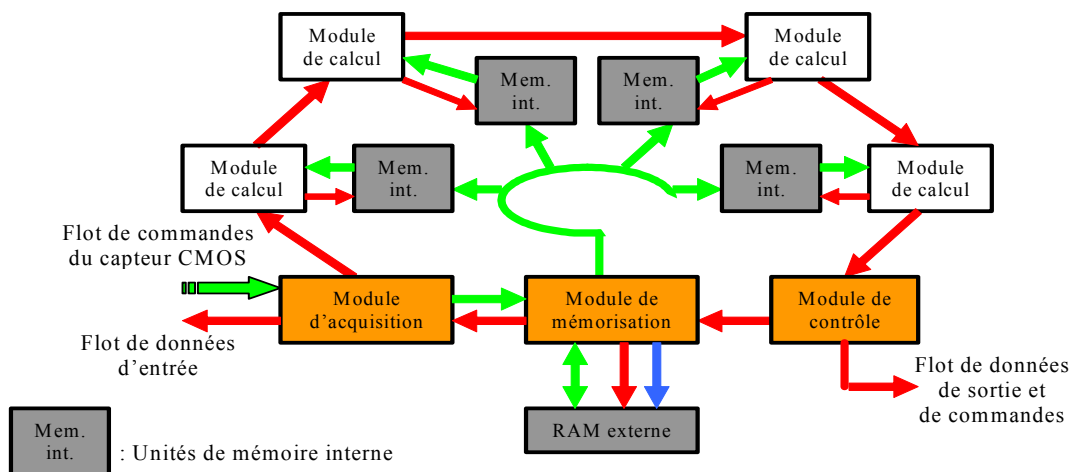 Module
de calcul
Module
de calcul
Mem.
int.
Mem.
int.
Module
de calcul
Mem.
int.
Mem.
int.
Module
de calcul
Flot de commandes
du capteur CMOS
Module
d’acquisition
Module de
mémorisation
Module de
contrôle
Flot de données
d'entrée
Flot de données
de sortie et
de commandes
RAM externe
Mem.
int.
: Unités de mémoire interne